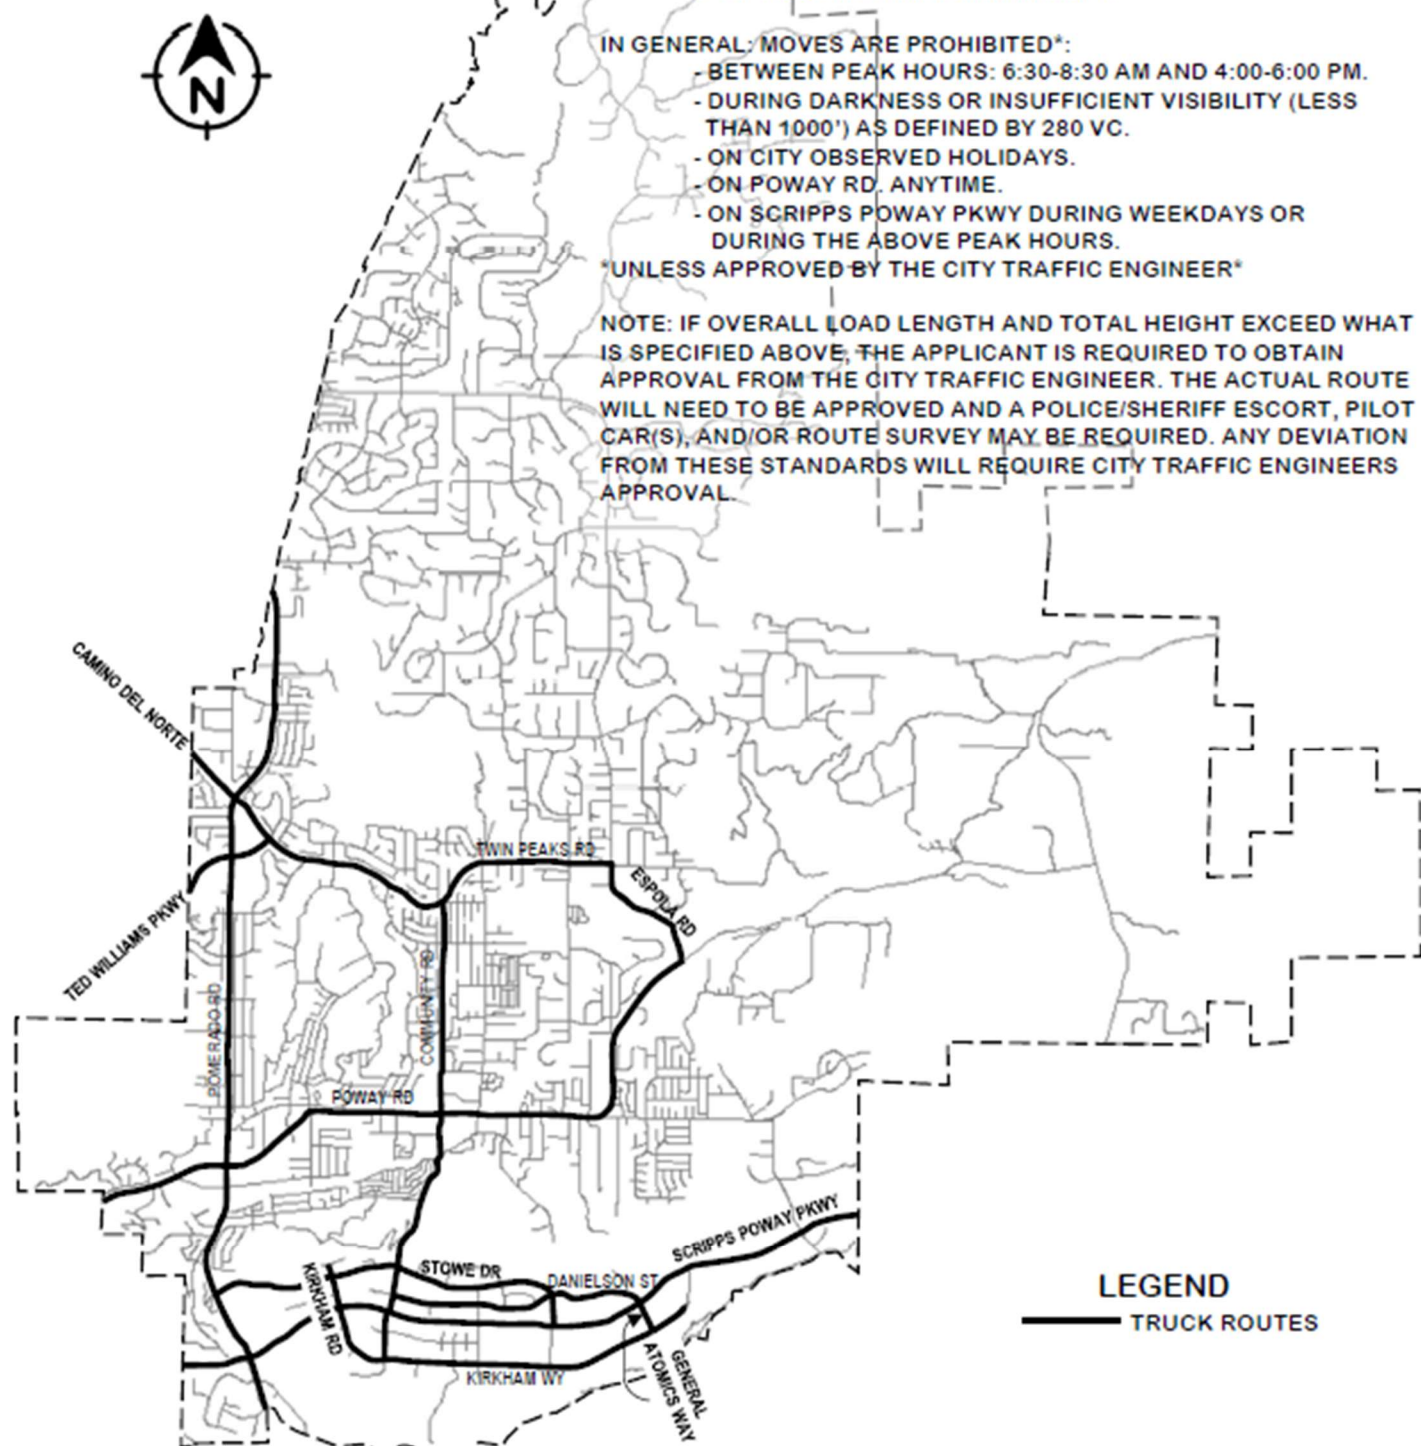 N
IN GENERAL: MOVES ARE PROHIBITED*:
- BETWEEN PEAK HOURS: 6:30-8:30 AM AND 4:00-6:00 PM.
- DURING DARKNESS OR INSUFFICIENT VISIBILITY (LESS
THAN 1000') AS DEFINED BY 280 VC.
- ON CITY OBSERVED HOLIDAYS.
- ON POWAY RD. ANYTIME.
- ON SCRIPPS POWAY PKWY DURING WEEKDAYS OR
DURING THE ABOVE PEAK HOURS.
*UNLESS APPROVED BY THE CITY TRAFFIC ENGINEER*
NOTE: IF OVERALL LOAD LENGTH AND TOTAL HEIGHT EXCEED WHAT
IS SPECIFIED ABOVE, THE APPLICANT IS REQUIRED TO OBTAIN
APPROVAL FROM THE CITY TRAFFIC ENGINEER. THE ACTUAL ROUTE
WILL NEED TO BE APPROVED AND A POLICE/SHERIFF ESCORT, PILOT
CAR(S), AND/OR ROUTE SURVEY MAY BE REQUIRED. ANY DEVIATION
FROM THESE STANDARDS WILL REQUIRE CITY TRAFFIC ENGINEERS
APPROVAL.
CAMINO DEL NORTE
TWIN PEAKS RD
ESPOLA RD
TED WILLIAMS PKWY
POMERADO RD
COMMUNITY RD
POWAY RD
SCRIPPS POWAY PKWY
STOWE DR
DANIELSON ST
KIRKHAM RD
KIRKHAM WY
GENERAL
ATOMICS WAY
LEGEND
TRUCK ROUTES